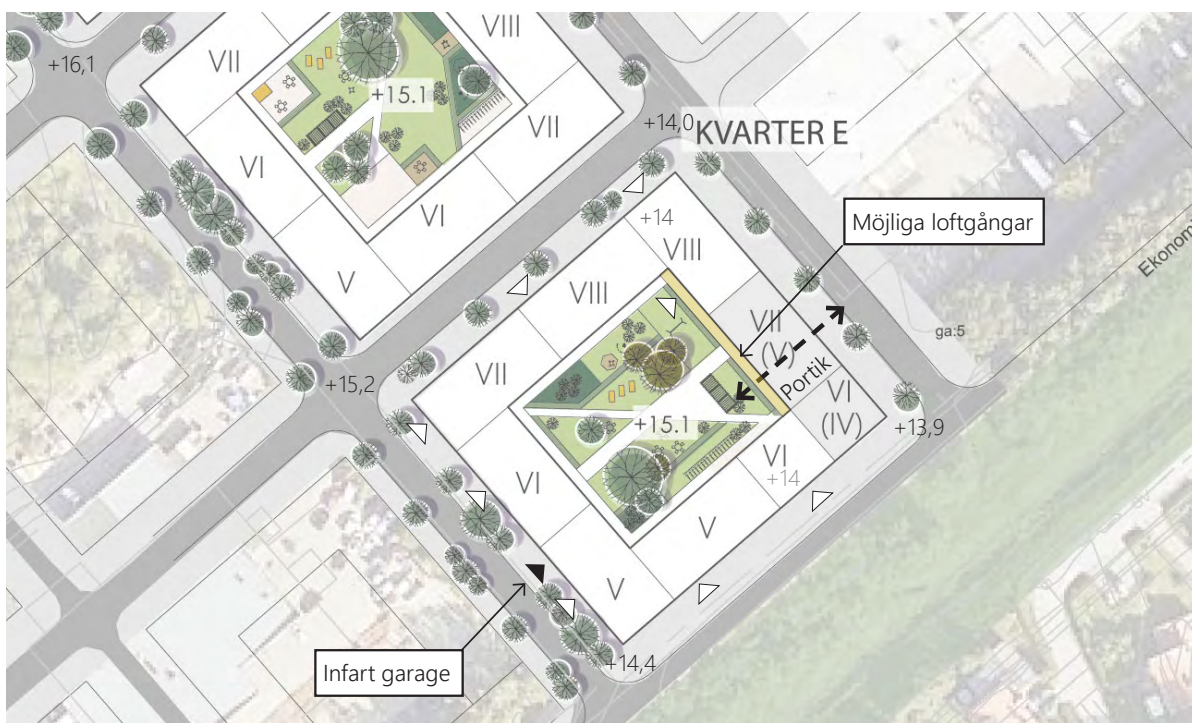 VIII
+16,1
VII
+15.1
VII
+14,0
KVARTER E
VI
VI
+14
Möjliga loftgångar
VIII
Ekonom
V
VIII
VII
(V)
ga:5
Portik
VII
+15,2
VI
(IV)
+15.1
+13,9
VI
+14
VI
V
V
Infart garage
+14,4